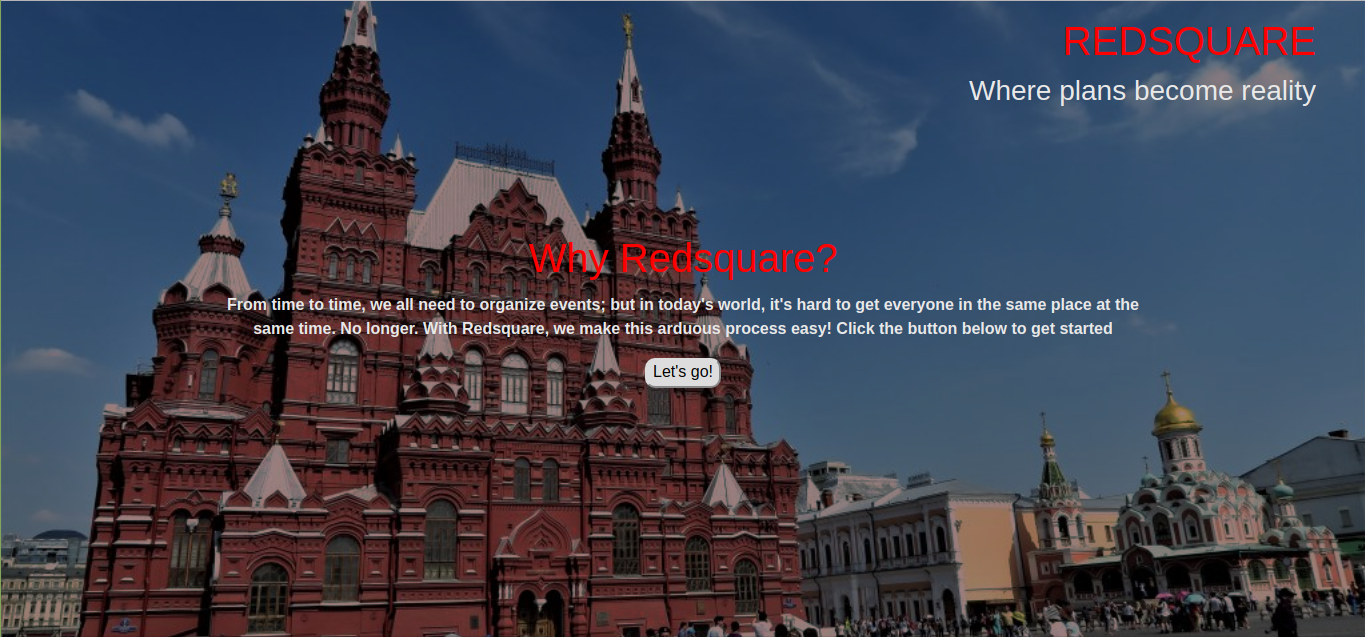 REDSQUARE
Where plans become reality
Why Redsquare?
From time to time, we all need to organize events; but in today's world, it's hard to get everyone in the same place at the
same time. No longer. With Redsquare, we make this arduous process easy! Click the button below to get started
Let's go!